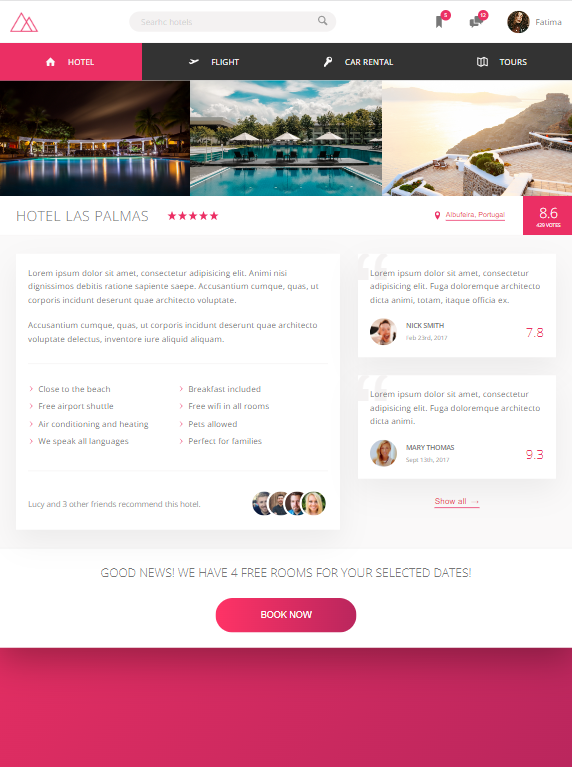 Searhc hotels
5
12
Fatima
HOTEL
FLIGHT
CAR RENTAL
TOURS
HOTEL LAS PALMAS
Albufeira, Portugal
8.6
429 VOTES
Lorem ipsum dolor sit amet, consectetur adipisicing elit. Animi nisi
dignissimos debitis ratione sapiente saepe. Accusantium cumque, quas, ut
corporis incidunt deserunt quae architecto voluptate.
Accusantium cumque, quas, ut corporis incidunt deserunt quae architecto
voluptate delectus, inventore iure aliquid aliquam.
Close to the beach
Breakfast included
Free airport shuttle
Free wifi in all rooms
Air conditioning and heating
Pets allowed
We speak all languages
Perfect for families
Lucy and 3 other friends recommend this hotel.
“
Lorem ipsum dolor sit amet, consectetur
adipisicing elit. Fuga doloremque architecto
dicta animi, totam, itaque officia ex.
NICK SMITH
Feb 23rd, 2017
7.8
“
Lorem ipsum dolor sit amet, consectetur
adipisicing elit. Fuga doloremque architecto
dicta animi.
MARY THOMAS
Sept 13th, 2017
9.3
Show all →
GOOD NEWS! WE HAVE 4 FREE ROOMS FOR YOUR SELECTED DATES!
BOOK NOW